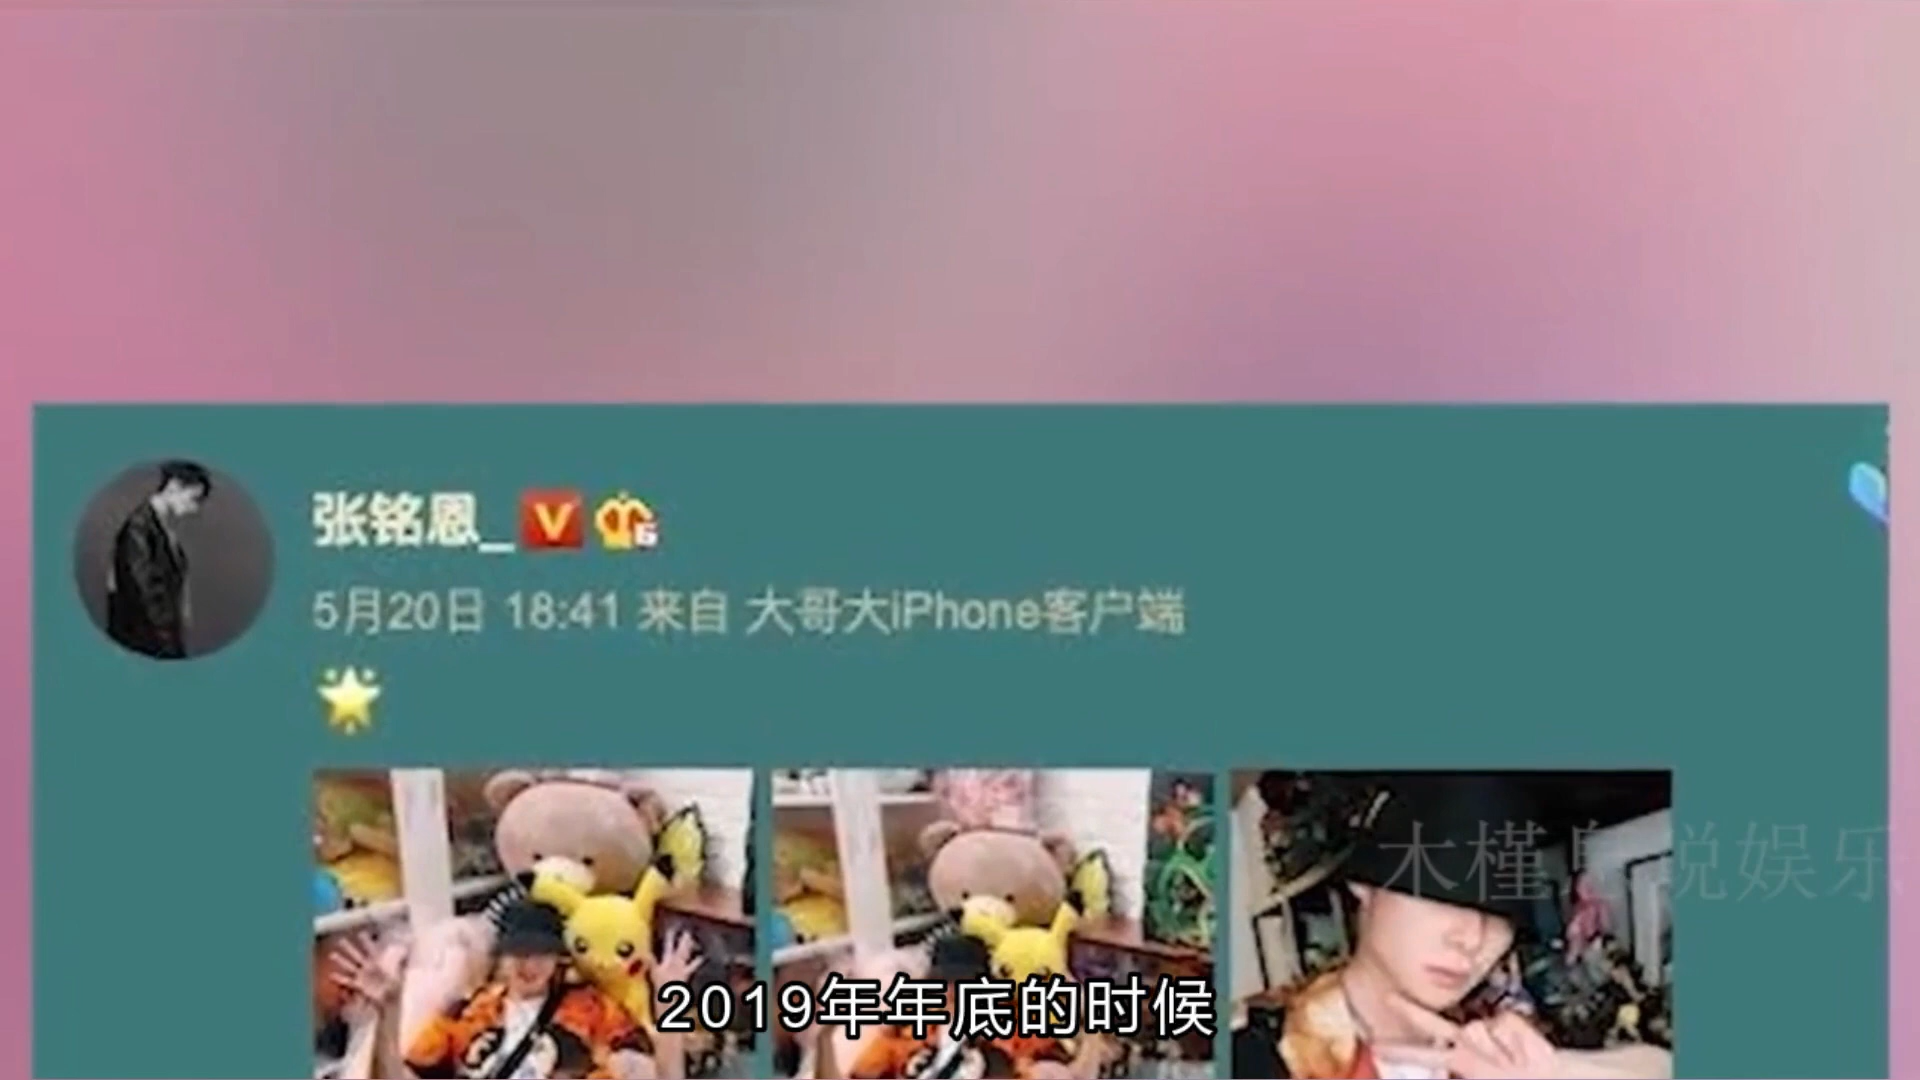 张铭恩_
5月20日 18:41 来自 大哥大iPhone客户端
木槿 说娱乐
2019年年底的时候